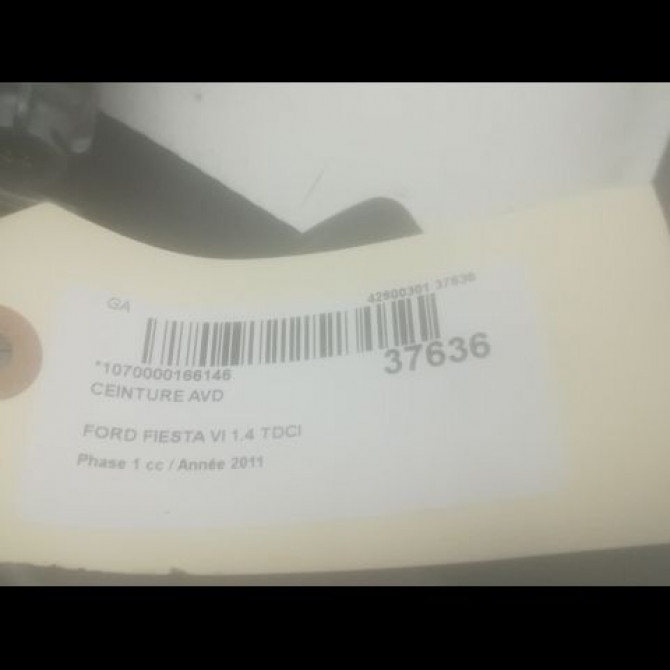 GA
42800301 37636
*1070000166146
37636
CEINTURE AVD
FORD FIESTA VI 1.4 TDCI
Phase 1 cc / Année 2011